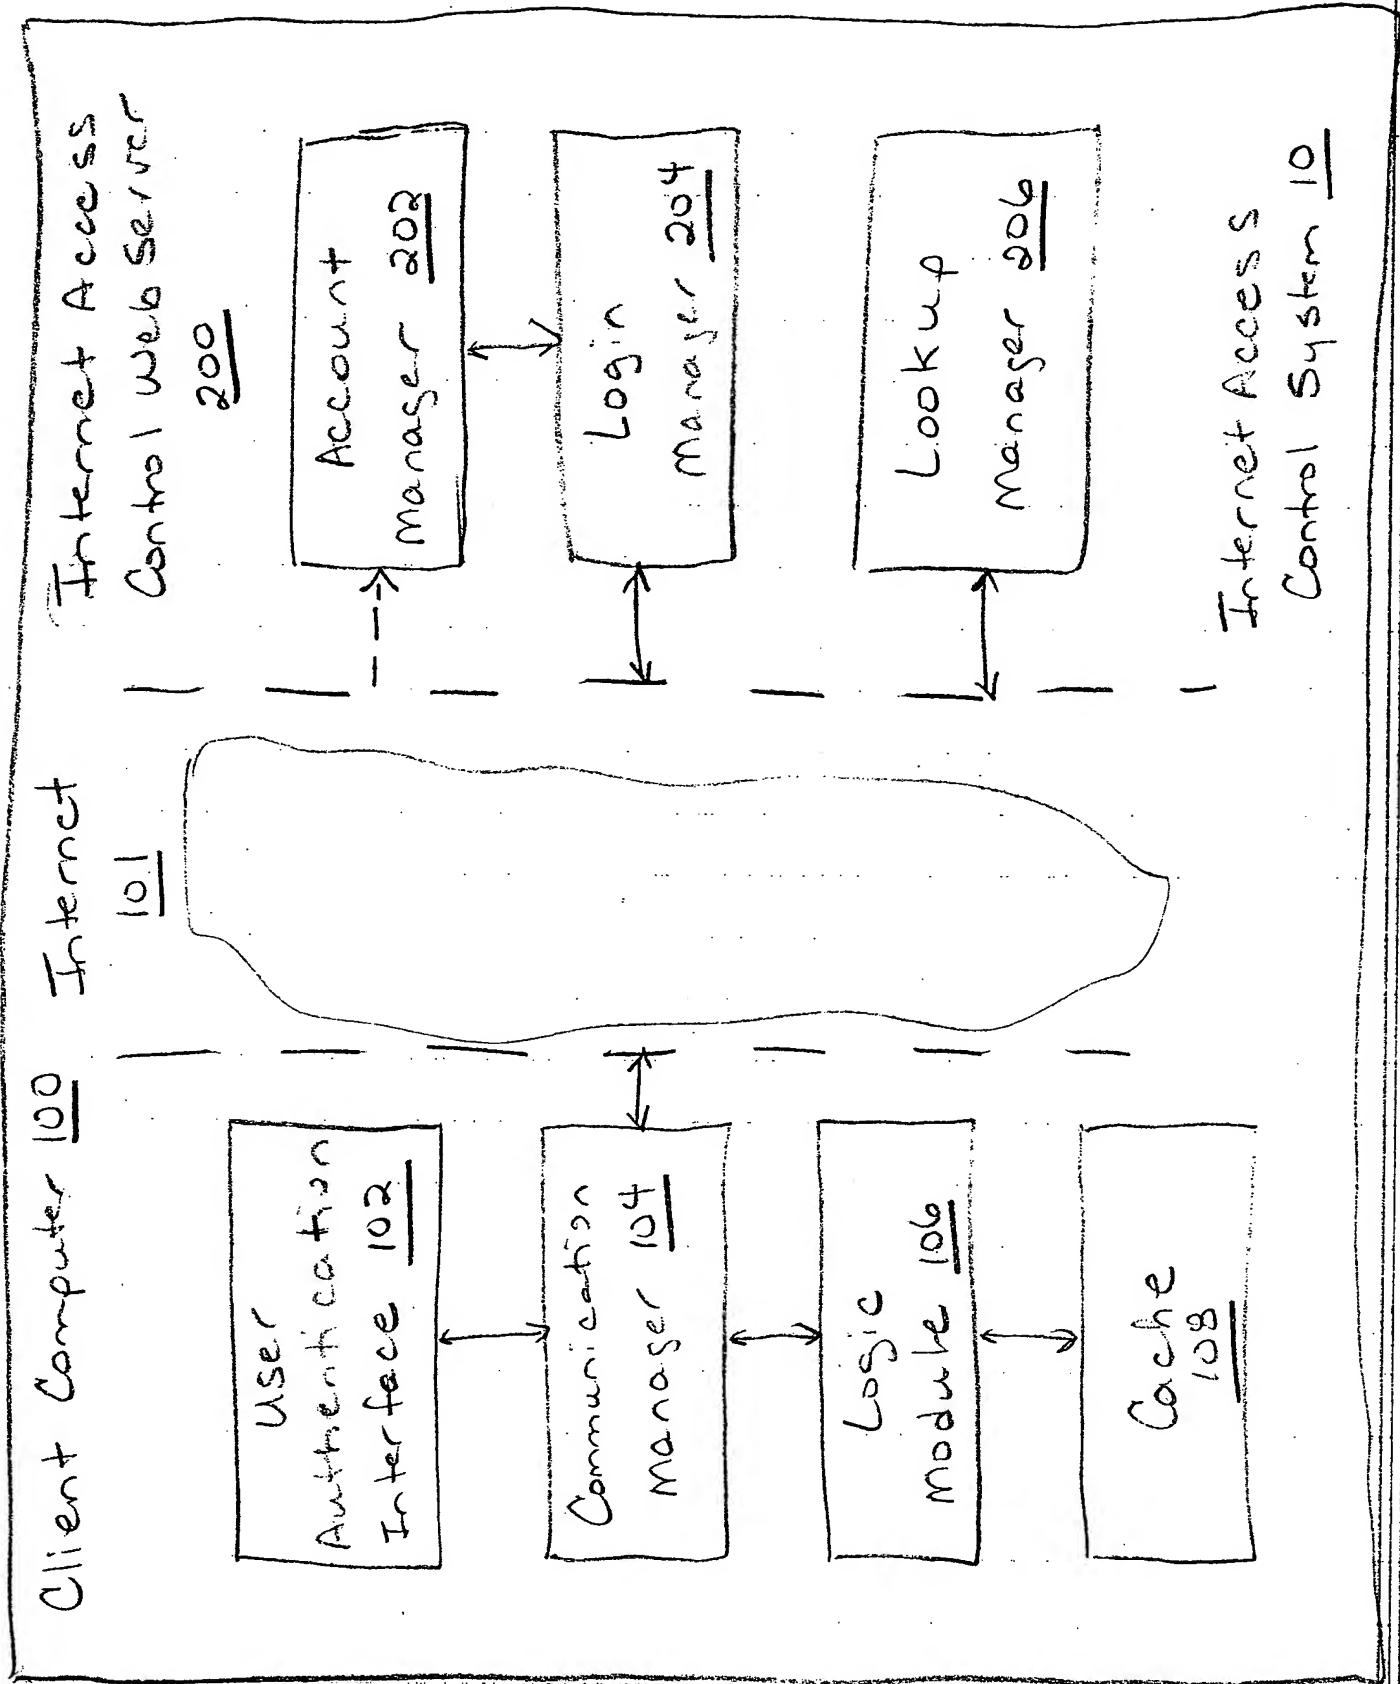 Client Computer 100
User
Authentication
Interface 102
Communication
Manager 104
Logic
Module 106
Cache
108
Internet
101
Internet Access
Control Web Server
200
Account
Manager 202
Login
Manager 204
Lookup
Manager 206
Internet Access
Control System 10